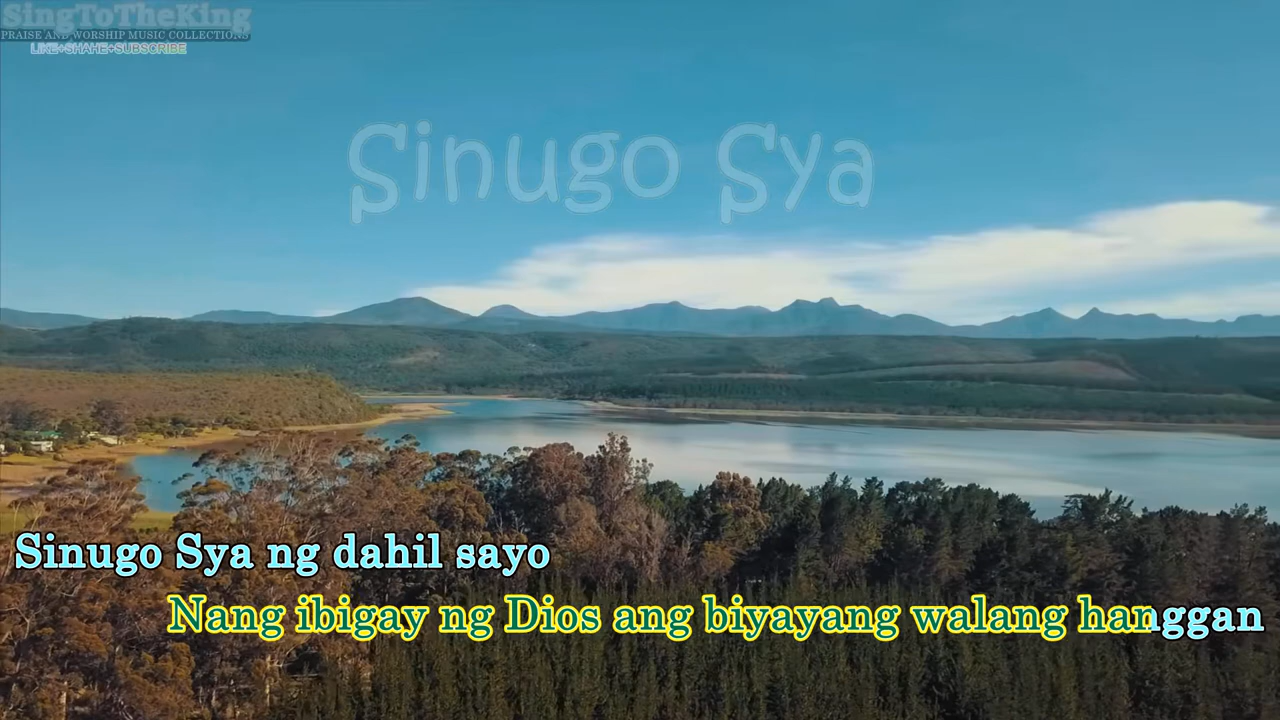 SingToTheKing
PRAISE AND WORSHIP MUSIC COLLECTIONS
LIKE+SHARE+SUBSCRIBE
Sinugo Sya
Sinugo Sya ng dahil sayo
Nang ibigay ng Dios ang biyayang walang hanggan